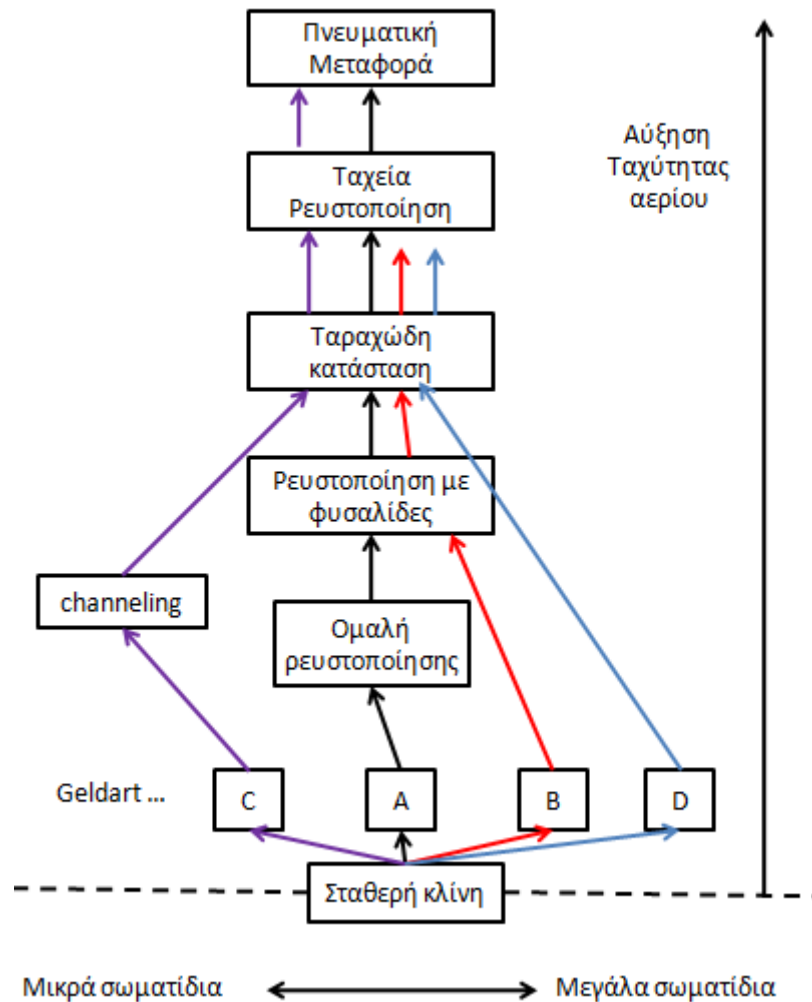 Πνευματική
Μεταφορά
Αύξηση
Ταχύτητας
αερίου
Ταχεία
Ρευστοποίηση
Ταραχώδη
κατάσταση
Ρευστοποίηση με
φυσαλίδες
channeling
Ομαλή
ρευστοποίησης
Geldart ...
C
A
B
D
Σταθερή κλίνη
Μικρά σωματίδια
Μεγάλα σωματίδια